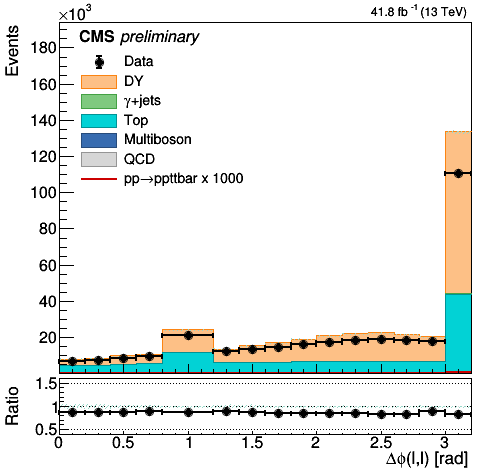 ×10³
41.8 fb⁻¹ (13 TeV)
Events
CMS preliminary
Data
DY
γ+jets
Top
Multiboson
QCD
pp→ppttbar x 1000
180
160
140
120
100
80
60
40
20
Ratio
1.5
1
0.5
0 0.5 1 1.5 2 2.5 3
Δϕ(l,l) [rad]